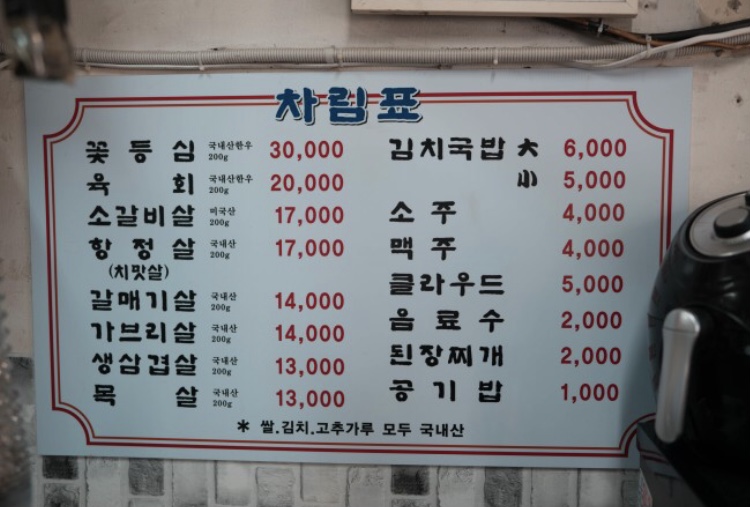 차림표
꽃등심 국내산한우 200g 30,000
육회 국내산한우 200g 20,000
소갈비살 미국산 200g 17,000
항정살 국내산 200g 17,000
(치맛살)
갈매기살 국내산 200g 14,000
가브리살 국내산 200g 14,000
생삼겹살 국내산 200g 13,000
목살 국내산 200g 13,000
김치국밥 大 6,000
小 5,000
소주 4,000
맥주 4,000
클라우드 5,000
음료수 2,000
된장찌개 2,000
공기밥 1,000
* 쌀.김치.고추가루 모두 국내산